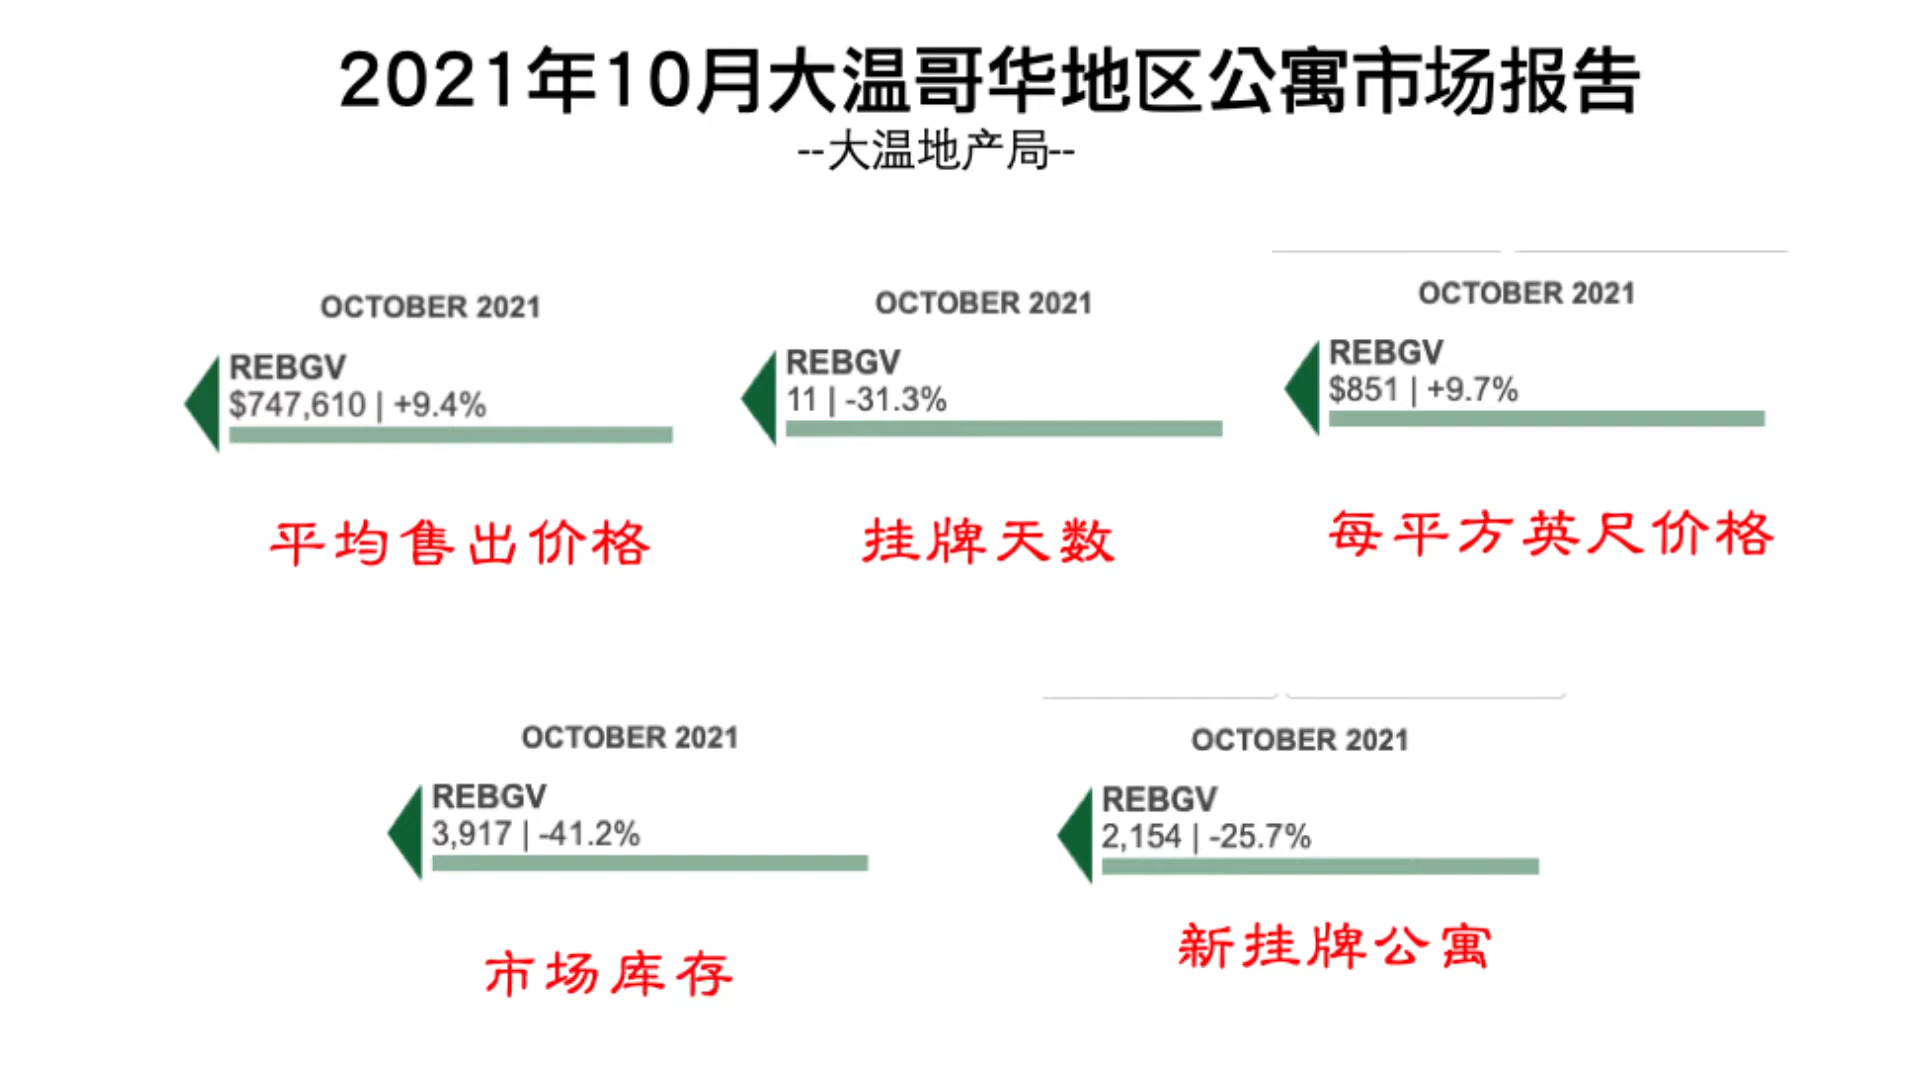 2021年10月大温哥华地区公寓市场报告
--大温地产局--
OCTOBER 2021
REBGV
$747,610 | +9.4%
平均售出价格
OCTOBER 2021
REBGV
11 | -31.3%
挂牌天数
OCTOBER 2021
REBGV
$851 | +9.7%
每平方英尺价格
OCTOBER 2021
REBGV
3,917 | -41.2%
市场库存
OCTOBER 2021
REBGV
2,154 | -25.7%
新挂牌公寓